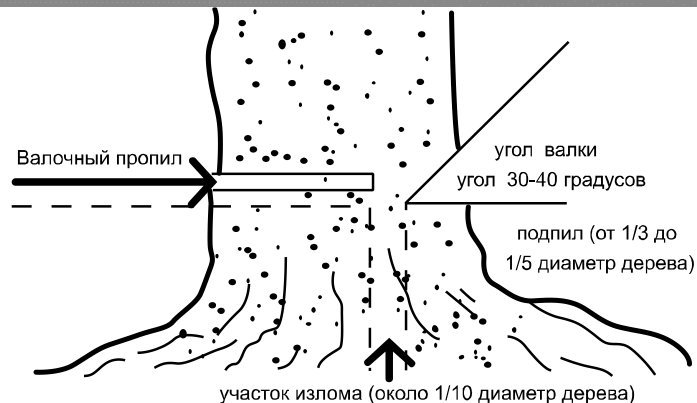 Валочный пропил
угол валки
угол 30-40 градусов
подпил (от 1/3 до
1/5 диаметр дерева)
участок излома (около 1/10 диаметр дерева)